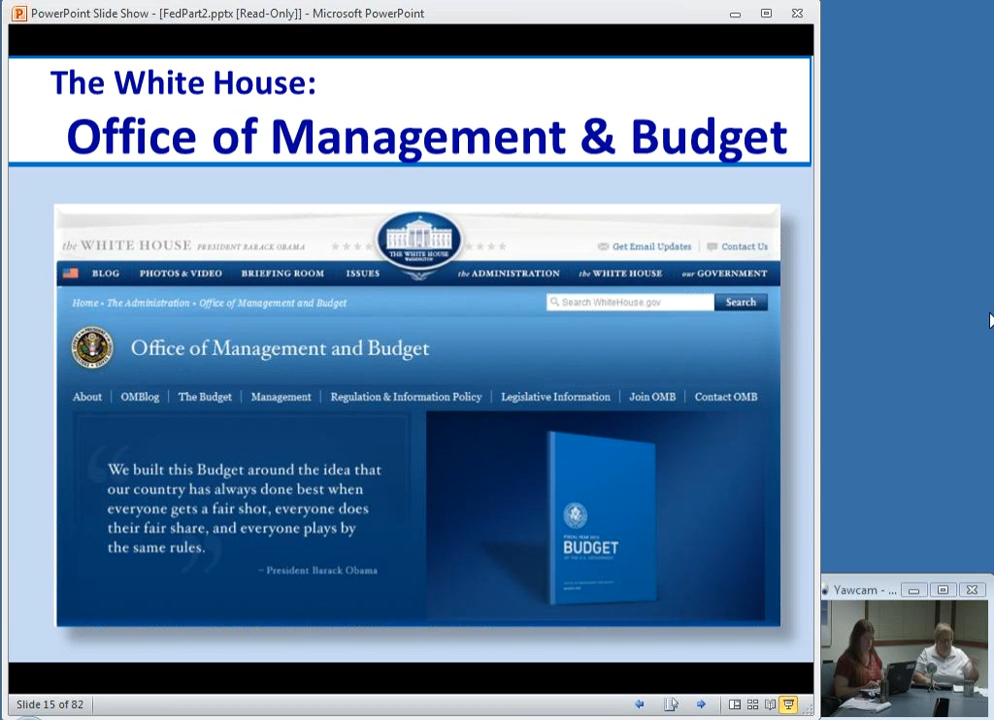 PowerPoint Slide Show - [FedPart2.pptx [Read-Only]] - Microsoft PowerPoint
The White House:
Office of Management & Budget
the WHITE HOUSE PRESIDENT BARACK OBAMA
THE WHITE HOUSE
Get Email Updates
Contact Us
BLOG PHOTOS & VIDEO BRIEFING ROOM ISSUES the ADMINISTRATION the WHITE HOUSE our GOVERNMENT
Home • The Administration • Office of Management and Budget
Search WhiteHouse.gov
Search
Office of Management and Budget
About OMBlog The Budget Management Regulation & Information Policy Legislative Information Join OMB Contact OMB
“We built this Budget around the idea that
our country has always done best when
everyone gets a fair shot, everyone does
their fair share, and everyone plays by
the same rules.”
– President Barack Obama
BUDGET
Yawcam - ...
Slide 15 of 82